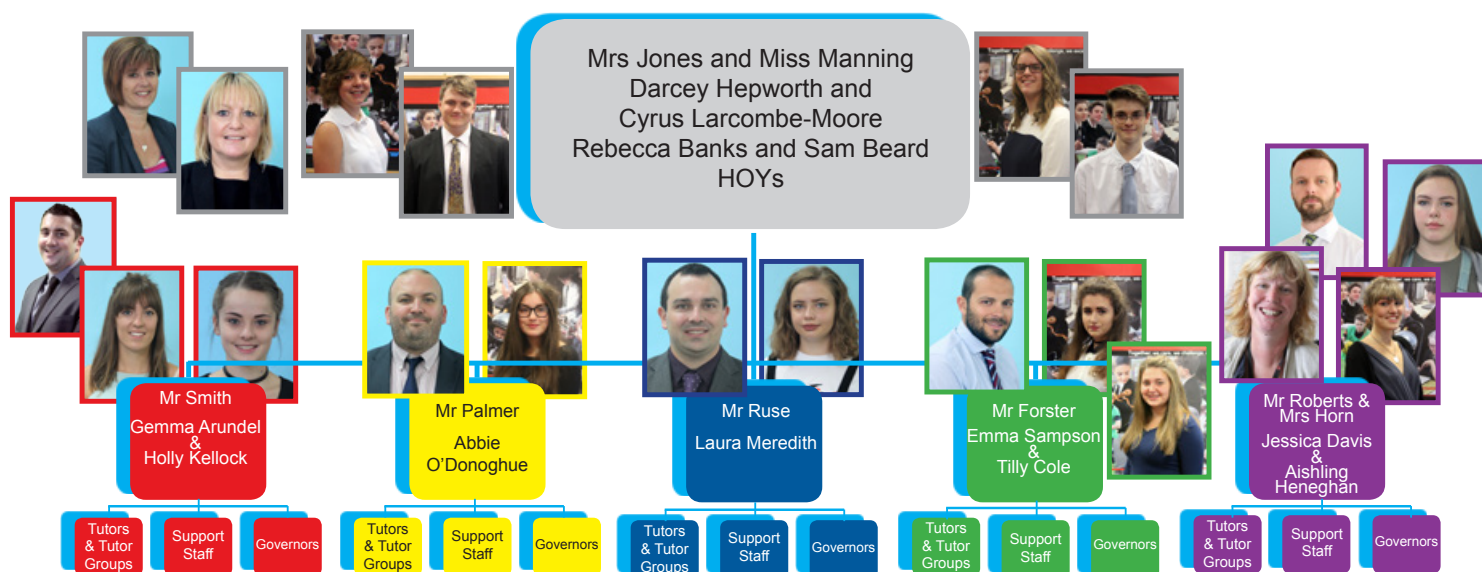 Mrs Jones and Miss Manning
Darcey Hepworth and
Cyrus Larcombe-Moore
Rebecca Banks and Sam Beard
HOYs
Mr Smith
Gemma Arundel
&
Holly Kellock
Mr Palmer
Abbie
O’Donoghue
Mr Ruse
Laura Meredith
Mr Forster
Emma Sampson
&
Tilly Cole
Mr Roberts &
Mrs Horn
Jessica Davis
&
Aishling
Heneghan
Tutors
& Tutor
Groups
Support
Staff
Governors
Tutors
& Tutor
Groups
Support
Staff
Governors
Tutors
& Tutor
Groups
Support
Staff
Governors
Tutors
& Tutor
Groups
Support
Staff
Governors
Tutors
& Tutor
Groups
Support
Staff
Governors